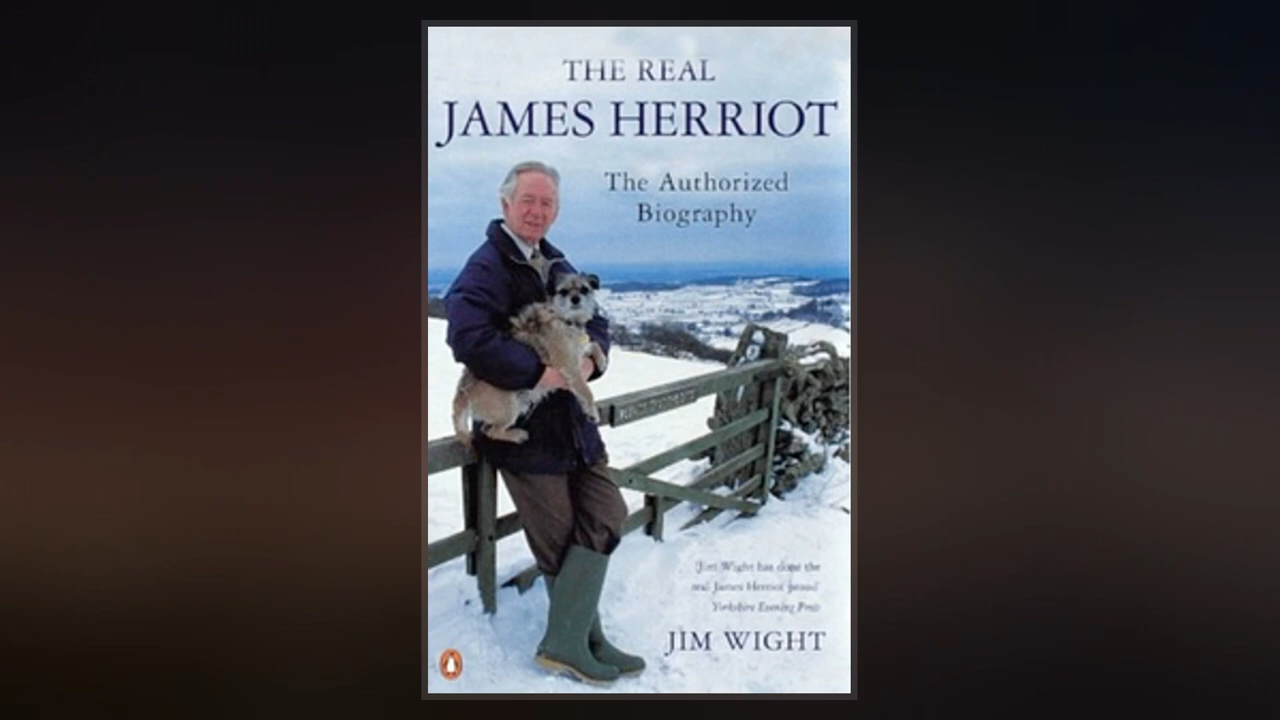 THE REAL
JAMES HERRIOT
The Authorized
Biography
'Jim Wight has done the
real James Herriot proud'
Yorkshire Evening Press
JIM WIGHT